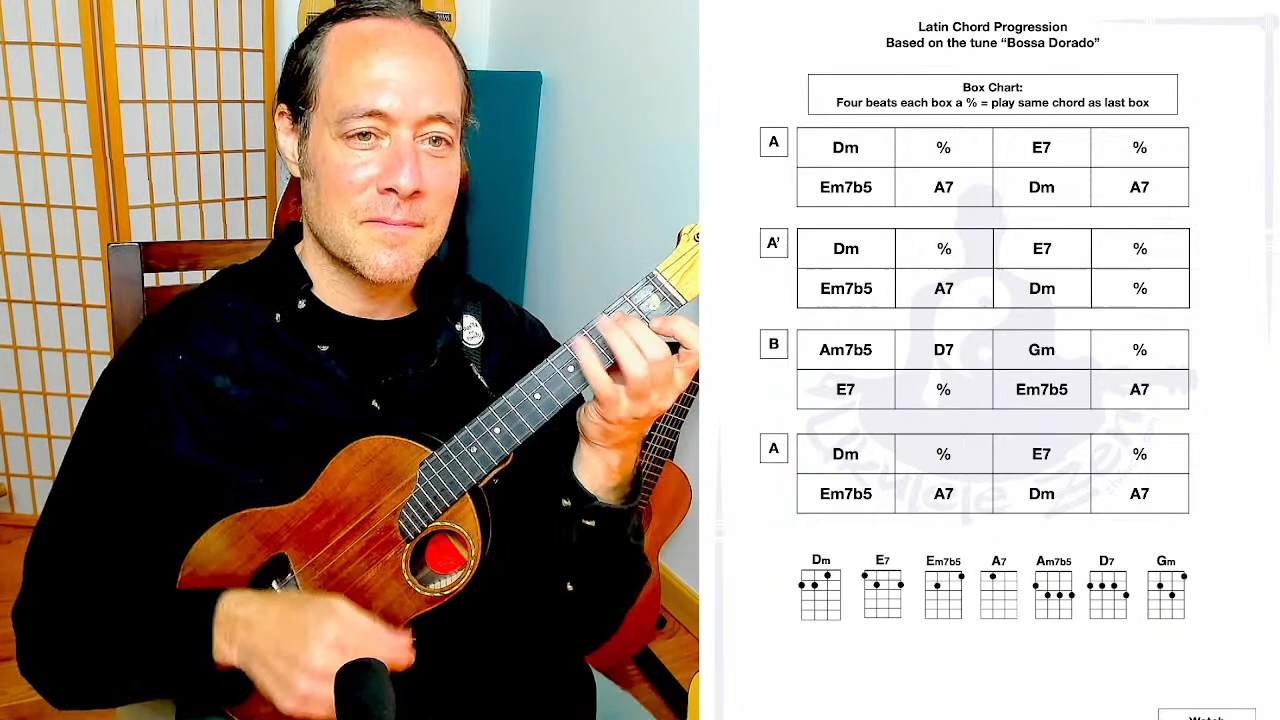 Latin Chord Progression
Based on the tune “Bossa Dorado”
Box Chart:
Four beats each box a % = play same chord as last box
A
Dm % E7 %
Em7b5 A7 Dm A7
A’
Dm % E7 %
Em7b5 A7 Dm %
B
Am7b5 D7 Gm %
E7 % Em7b5 A7
A
Dm % E7 %
Em7b5 A7 Dm A7
Ukulele
Dm E7 Em7b5 A7 Am7b5 D7 Gm